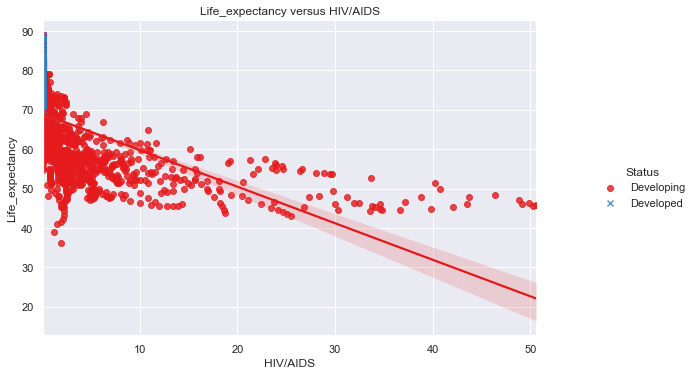 Life_expectancy versus HIV/AIDS
90
80
70
60
50
40
30
20
Life_expectancy
10
20
30
40
50
HIV/AIDS
Status
Developing
Developed